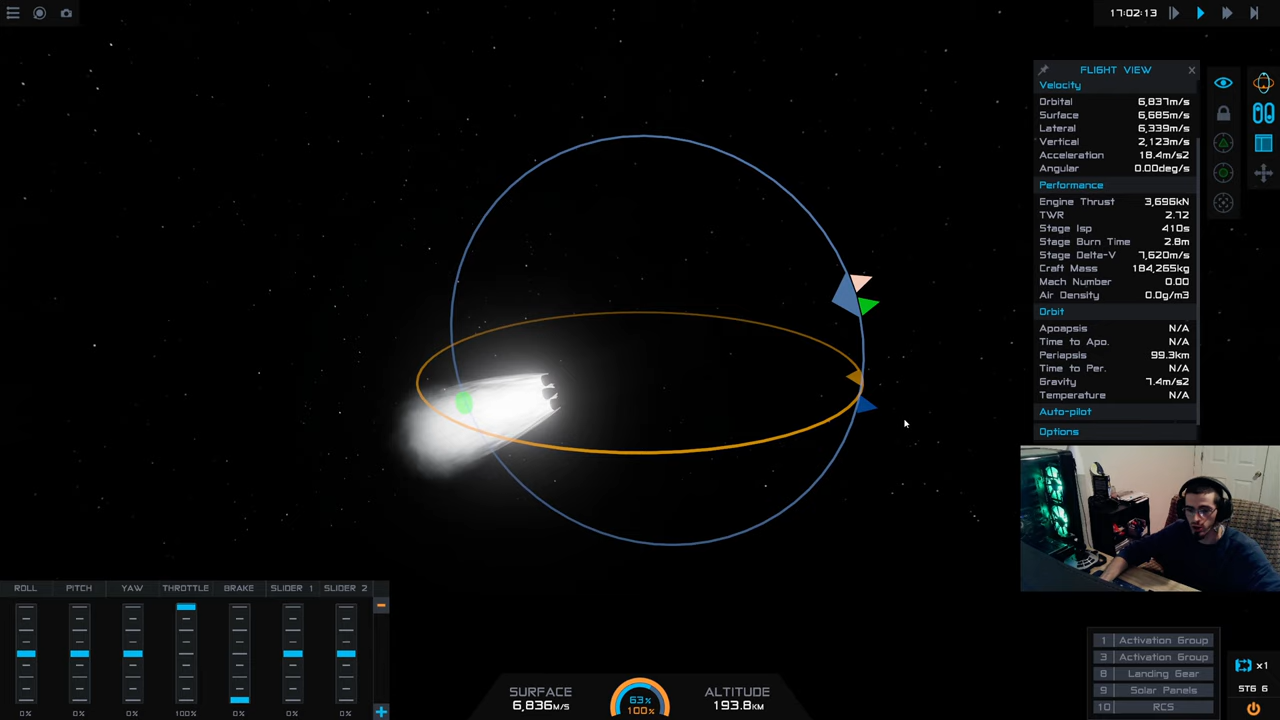 17:02:13
FLIGHT VIEW
Velocity
Orbital 6,837m/s
Surface 6,685m/s
Lateral 6,339m/s
Vertical 2,123m/s
Acceleration 18.4m/s2
Angular 0.00deg/s
Performance
Engine Thrust 3,696kN
TWR 2.72
Stage Isp 410s
Stage Burn Time 2.8m
Stage Delta-V 7,620m/s
Craft Mass 184,265kg
Mach Number 0.00
Air Density 0.0g/m3
Orbit
Apoapsis N/A
Time to Apo. N/A
Periapsis 99.3km
Time to Per. N/A
Gravity 7.4m/s2
Temperature N/A
Auto-pilot
Options
ROLL PITCH YAW THROTTLE BRAKE SLIDER 1 SLIDER 2
0% 0% 0% 100% 0% 0% 0%
SURFACE
6,836M/S
63%
100%
ALTITUDE
193.8KM
1 Activation Group
3 Activation Group
8 Landing Gear
9 Solar Panels
10 RCS
x1
STG 6